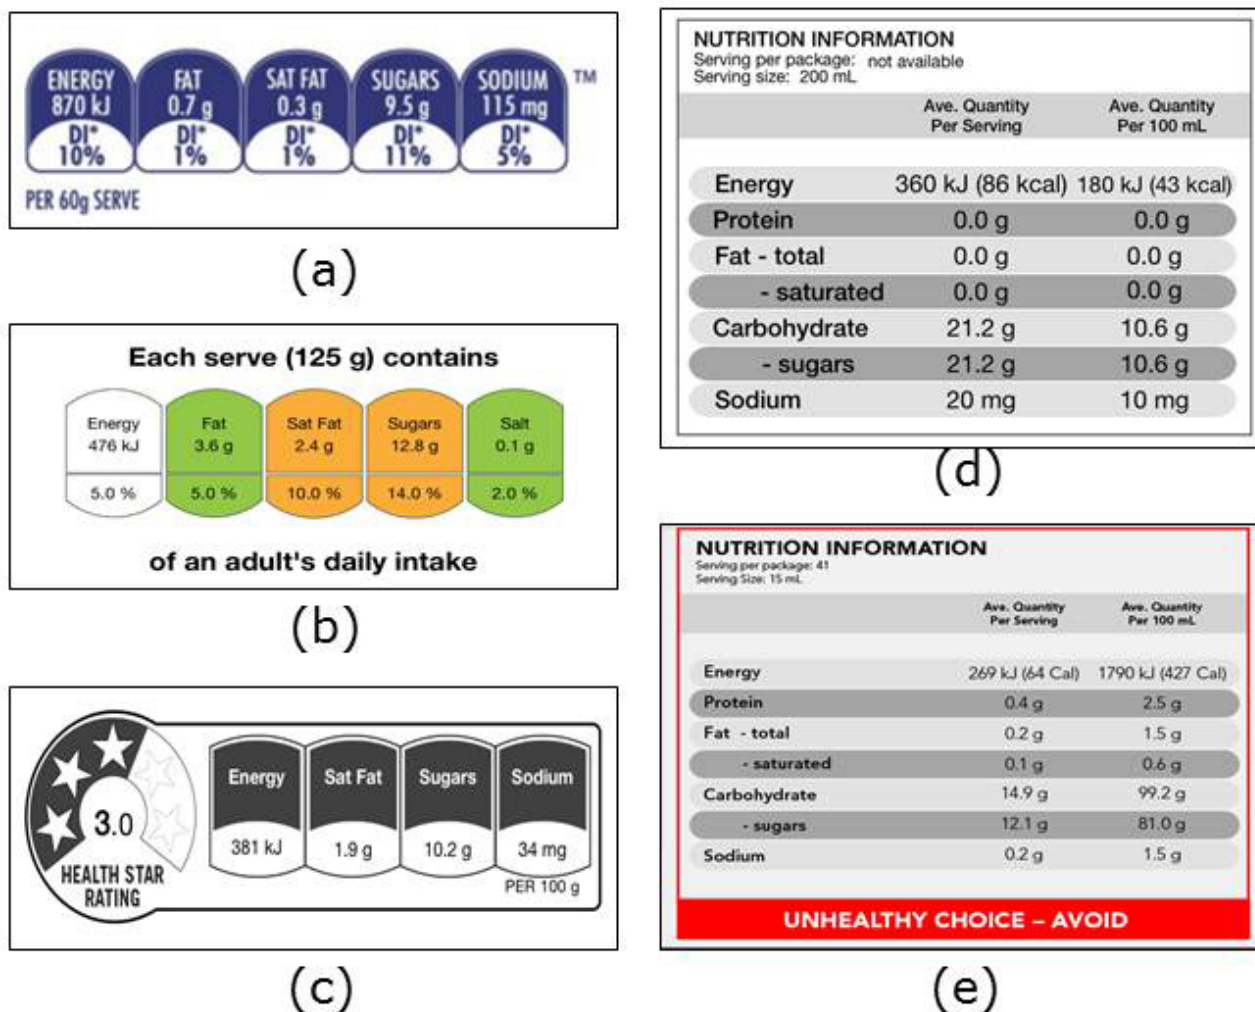 ENERGY FAT SAT FAT SUGARS SODIUM ™
870 kJ 0.7 g 0.3 g 9.5 g 115 mg
DI* DI* DI* DI* DI*
10% 1% 1% 11% 5%
PER 60g SERVE
(a)
Each serve (125 g) contains
Energy Fat Sat Fat Sugars Salt
476 kJ 3.6 g 2.4 g 12.8 g 0.1 g
5.0 % 5.0 % 10.0 % 14.0 % 2.0 %
of an adult's daily intake
(b)
Energy Sat Fat Sugars Sodium
3.0
381 kJ 1.9 g 10.2 g 34 mg
HEALTH STAR
RATING
PER 100 g
(c)
NUTRITION INFORMATION
Serving per package: not available
Serving size: 200 mL
Ave. Quantity Ave. Quantity
Per Serving Per 100 mL
Energy 360 kJ (86 kcal) 180 kJ (43 kcal)
Protein 0.0 g 0.0 g
Fat - total 0.0 g 0.0 g
- saturated 0.0 g 0.0 g
Carbohydrate 21.2 g 10.6 g
- sugars 21.2 g 10.6 g
Sodium 20 mg 10 mg
(d)
NUTRITION INFORMATION
Serving per package: 41
Serving Size: 15 mL
Ave. Quantity Ave. Quantity
Per Serving Per 100 mL
Energy 269 kJ (64 Cal) 1790 kJ (427 Cal)
Protein 0.4 g 2.5 g
Fat - total 0.2 g 1.5 g
- saturated 0.1 g 0.6 g
Carbohydrate 14.9 g 99.2 g
- sugars 12.1 g 81.0 g
Sodium 0.2 g 1.5 g
UNHEALTHY CHOICE – AVOID
(e)